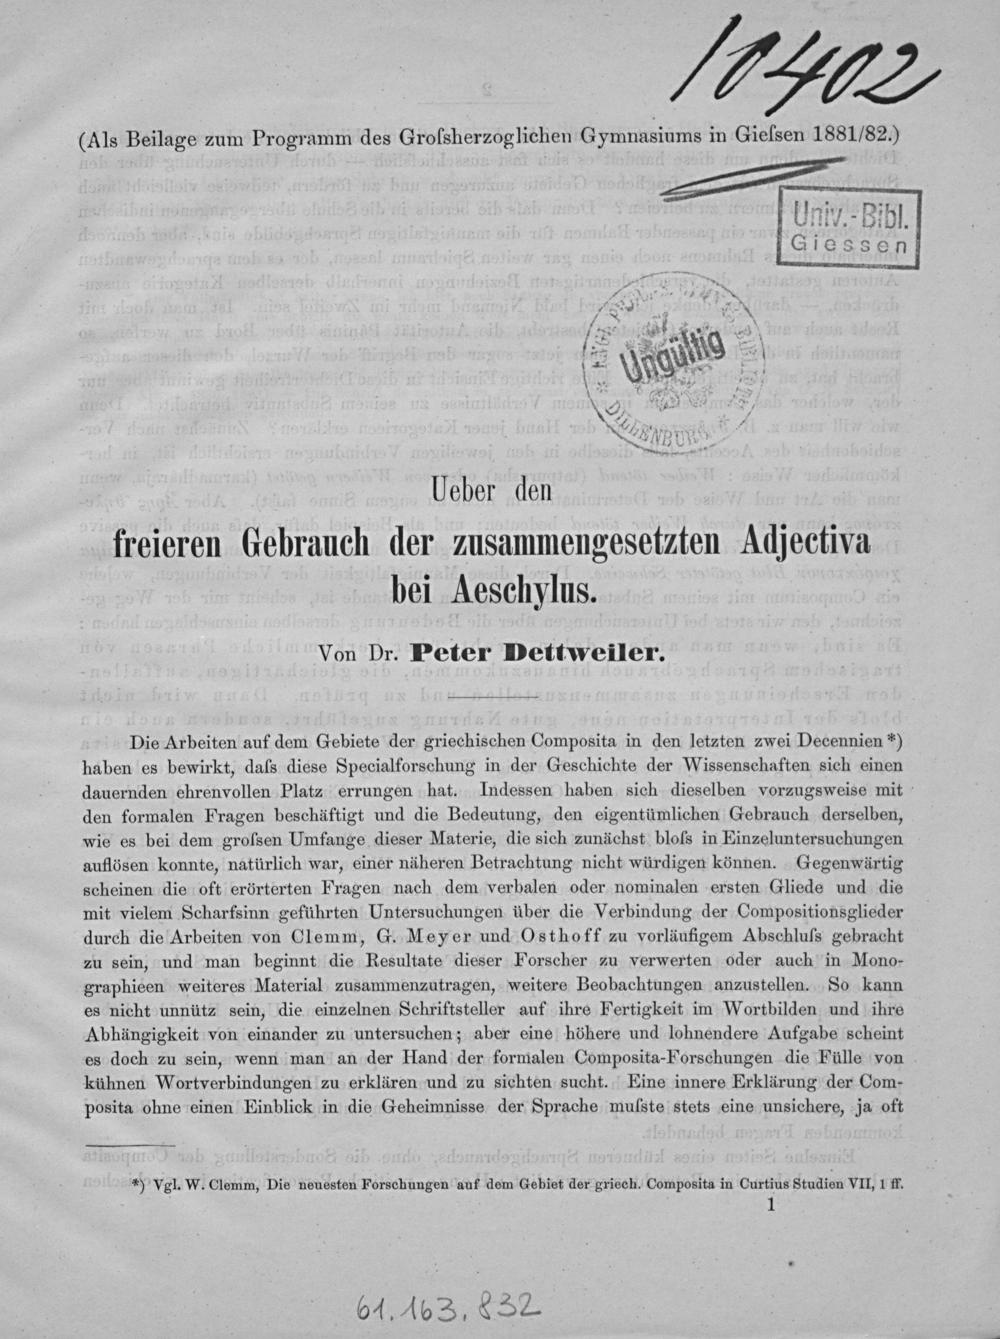 10402
(Als Beilage zum Programm des Groſsherzoglichen Gymnasiums in Gieſsen 1881/82.)
Univ.-Bibl.
Giessen
Ungültig
DILLENBURG
Ueber den
freieren Gebrauch der zusammengesetzten Adjectiva
bei Aeschylus.
Von Dr. Peter Dettweiler.
Die Arbeiten auf dem Gebiete der griechischen Composita in den letzten zwei Decennien *)
haben es bewirkt, daſs diese Specialforschung in der Geschichte der Wissenschaften sich einen
dauernden ehrenvollen Platz errungen hat. Indessen haben sich dieselben vorzugsweise mit
den formalen Fragen beschäftigt und die Bedeutung, den eigentümlichen Gebrauch derselben,
wie es bei dem groſsen Umfange dieser Materie, die sich zunächst bloſs in Einzeluntersuchungen
auflösen konnte, natürlich war, einer näheren Betrachtung nicht würdigen können. Gegenwärtig
scheinen die oft erörterten Fragen nach dem verbalen oder nominalen ersten Gliede und die
mit vielem Scharfsinn geführten Untersuchungen über die Verbindung der Compositionsglieder
durch die Arbeiten von Clemm, G. Meyer und Osthoff zu vorläufigem Abschluſs gebracht
zu sein, und man beginnt die Resultate dieser Forscher zu verwerten oder auch in Mono-
graphieen weiteres Material zusammenzutragen, weitere Beobachtungen anzustellen. So kann
es nicht unnütz sein, die einzelnen Schriftsteller auf ihre Fertigkeit im Wortbilden und ihre
Abhängigkeit von einander zu untersuchen; aber eine höhere und lohnendere Aufgabe scheint
es doch zu sein, wenn man an der Hand der formalen Composita-Forschungen die Fülle von
kühnen Wortverbindungen zu erklären und zu sichten sucht. Eine innere Erklärung der Com-
posita ohne einen Einblick in die Geheimnisse der Sprache muſste stets eine unsichere, ja oft
*) Vgl. W. Clemm, Die neuesten Forschungen auf dem Gebiet der griech. Composita in Curtius Studien VII, 1 ff.
1
61.163.832